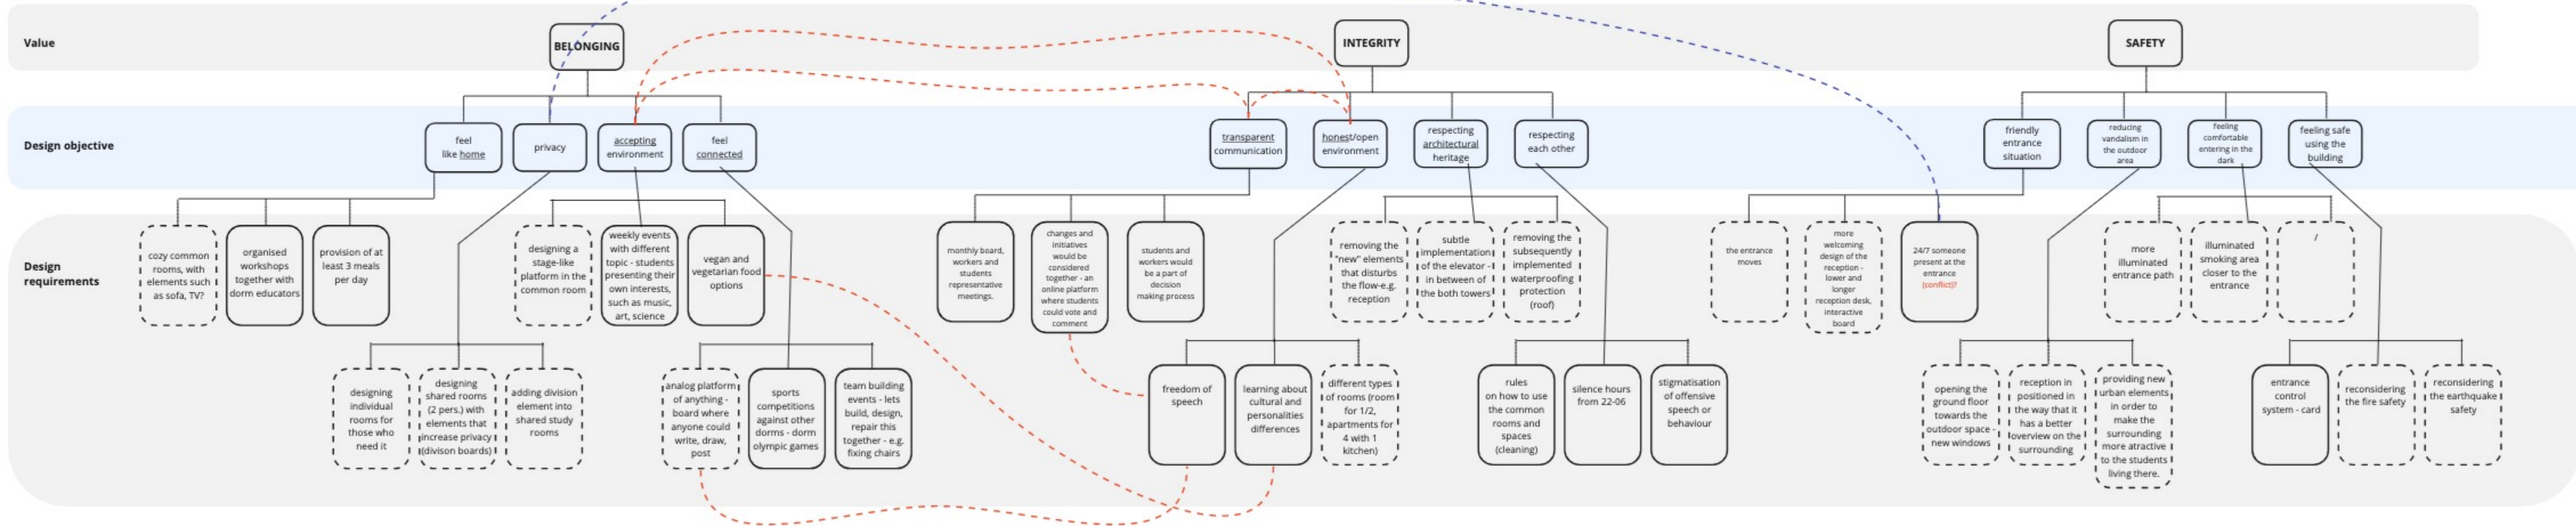 Value
BELONGING
INTEGRITY
SAFETY
Design objective
feel
like home
privacy
accepting
environment
feel
connected
transparent
communication
honest/open
environment
respecting
architectural
heritage
respecting
each other
friendly
entrance
situation
reducing
vandalism in
the outdoor
area
feeling
comfortable
entering in the
dark
feeling safe
using the
building
Design
requirements
cozy common
rooms, with
elements such
as sofa, TV?
organised
workshops
together with
dorm educators
provision of at
least 3 meals
per day
designing a
stage-like
platform in the
common room
weekly events
with different
topic - students
presenting their
own interests,
such as music,
art, science
vegan and
vegetarian food
options
monthly board,
workers and
students
representative
meetings.
changes and
initiatives
would be
considered
together - an
online platform
where students
could vote and
comment
students and
workers would
be a part of
decision
making process
removing the
"new" elements
that disturbs
the flow-e.g.
reception
subtle
implementation
of the elevator -
in between of
the both towers
removing the
subsequently
implemented
waterproofing
protection
(roof)
the entrance
moves
more
welcoming
design of the
reception -
lower and
longer
reception desk,
interactive
board
24/7 someone
present at the
entrance
(conflict)?
more
illuminated
entrance path
illuminated
smoking area
closer to the
entrance
/
designing
individual
rooms for
those who
need it
designing
shared rooms
(2 pers.) with
elements that
increase privacy
(divison boards)
adding division
element into
shared study
rooms
analog platform
of anything -
board where
anyone could
write, draw,
post
sports
competitions
against other
dorms - dorm
olympic games
team building
events - lets
build, design,
repair this
together - e.g.
fixing chairs
freedom of
speech
learning about
cultural and
personalities
differences
different types
of rooms (room
for 1/2,
apartments for
4 with 1
kitchen)
rules
on how to use
the common
rooms and
spaces
(cleaning)
silence hours
from 22-06
stigmatisation
of offensive
speech or
behaviour
opening the
ground floor
towards the
outdoor space -
new windows
reception in
positioned in
the way that it
has a better
overview on the
surrounding
providing new
urban elements
in order to
make the
surrounding
more atractive
to the students
living there.
entrance
control
system - card
reconsidering
the fire safety
reconsidering
the earthquake
safety